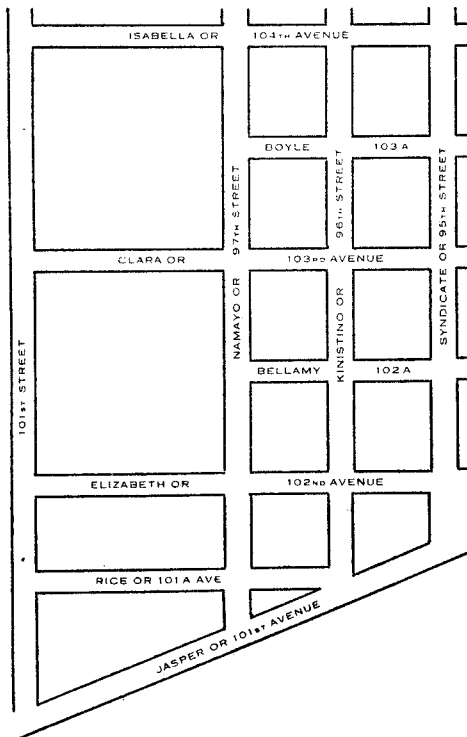 ISABELLA OR 104TH AVENUE
BOYLE 103 A
97TH STREET
96TH STREET
SYNDICATE OR 95TH STREET
CLARA OR 103RD AVENUE
NAMAYO OR
KINISTINO OR
101ST STREET
BELLAMY 102 A
ELIZABETH OR 102ND AVENUE
RICE OR 101 A AVE
JASPER OR 101ST AVENUE